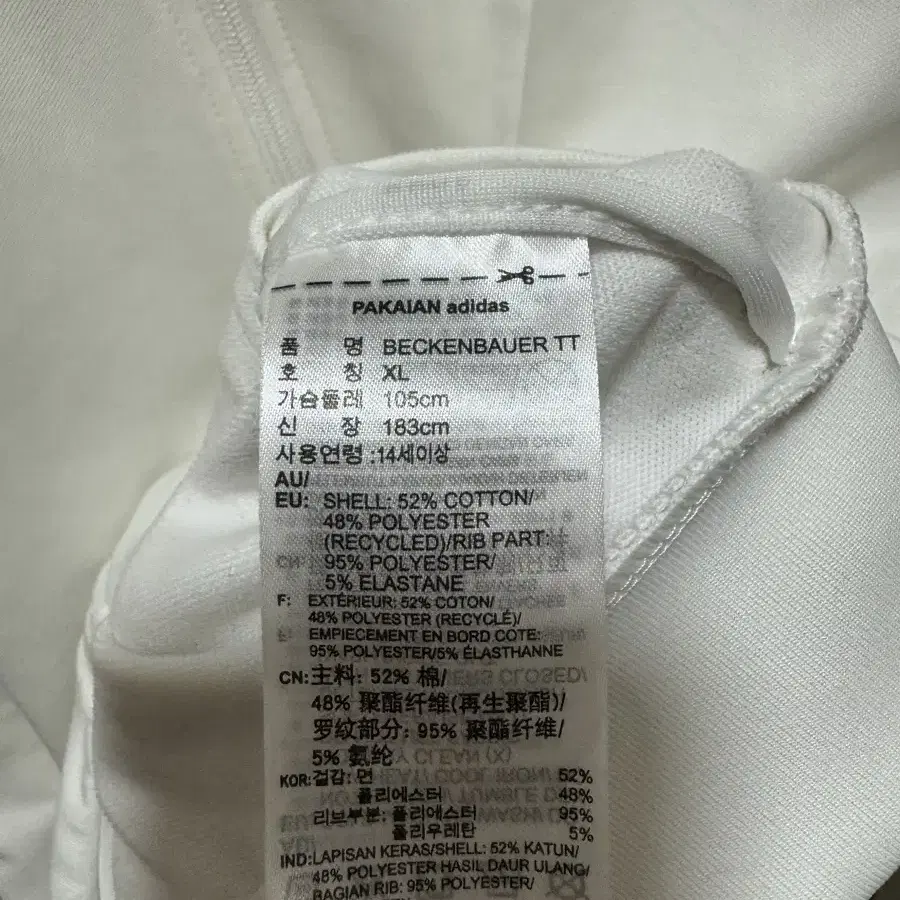 PAKAIAN adidas
품 명 BECKENBAUER TT
호 칭 XL
가슴둘레 105cm
신 장 183cm
사용연령 :14세이상
AU/
EU: SHELL: 52% COTTON/
48% POLYESTER
(RECYCLED)/RIB PART:
95% POLYESTER/
5% ELASTANE
F: EXTÉRIEUR: 52% COTON/
48% POLYESTER (RECYCLÉ)/
EMPIECEMENT EN BORD COTE:
95% POLYESTER/5% ÉLASTHANNE
CN:主料: 52% 棉/
48% 聚酯纤维(再生聚酯)/
罗纹部分: 95% 聚酯纤维/
5% 氨纶
KOR:겉감: 면 52%
폴리에스터 48%
리브부분: 폴리에스터 95%
폴리우레탄 5%
IND:LAPISAN KERAS/SHELL: 52% KATUN/
48% POLYESTER HASIL DAUR ULANG/
BAGIAN RIB: 95% POLYESTER/